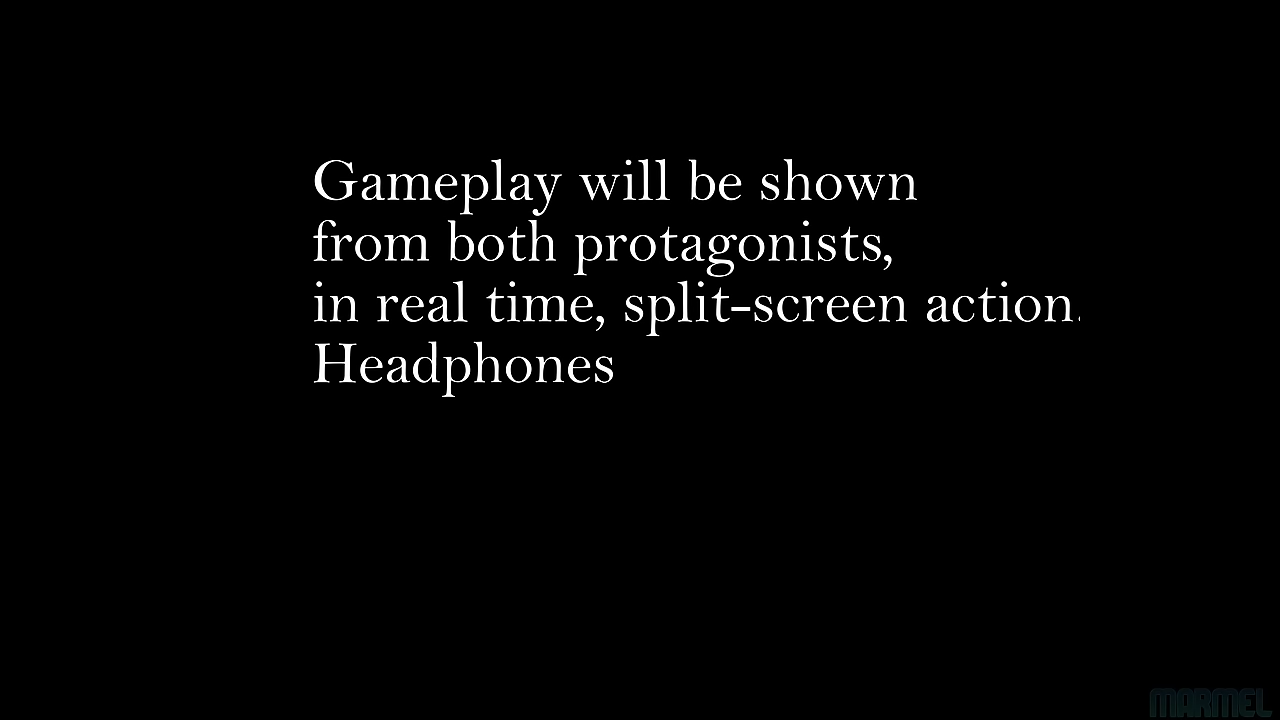 Gameplay will be shown
from both protagonists,
in real time, split-screen action.
Headphones
MARMEL